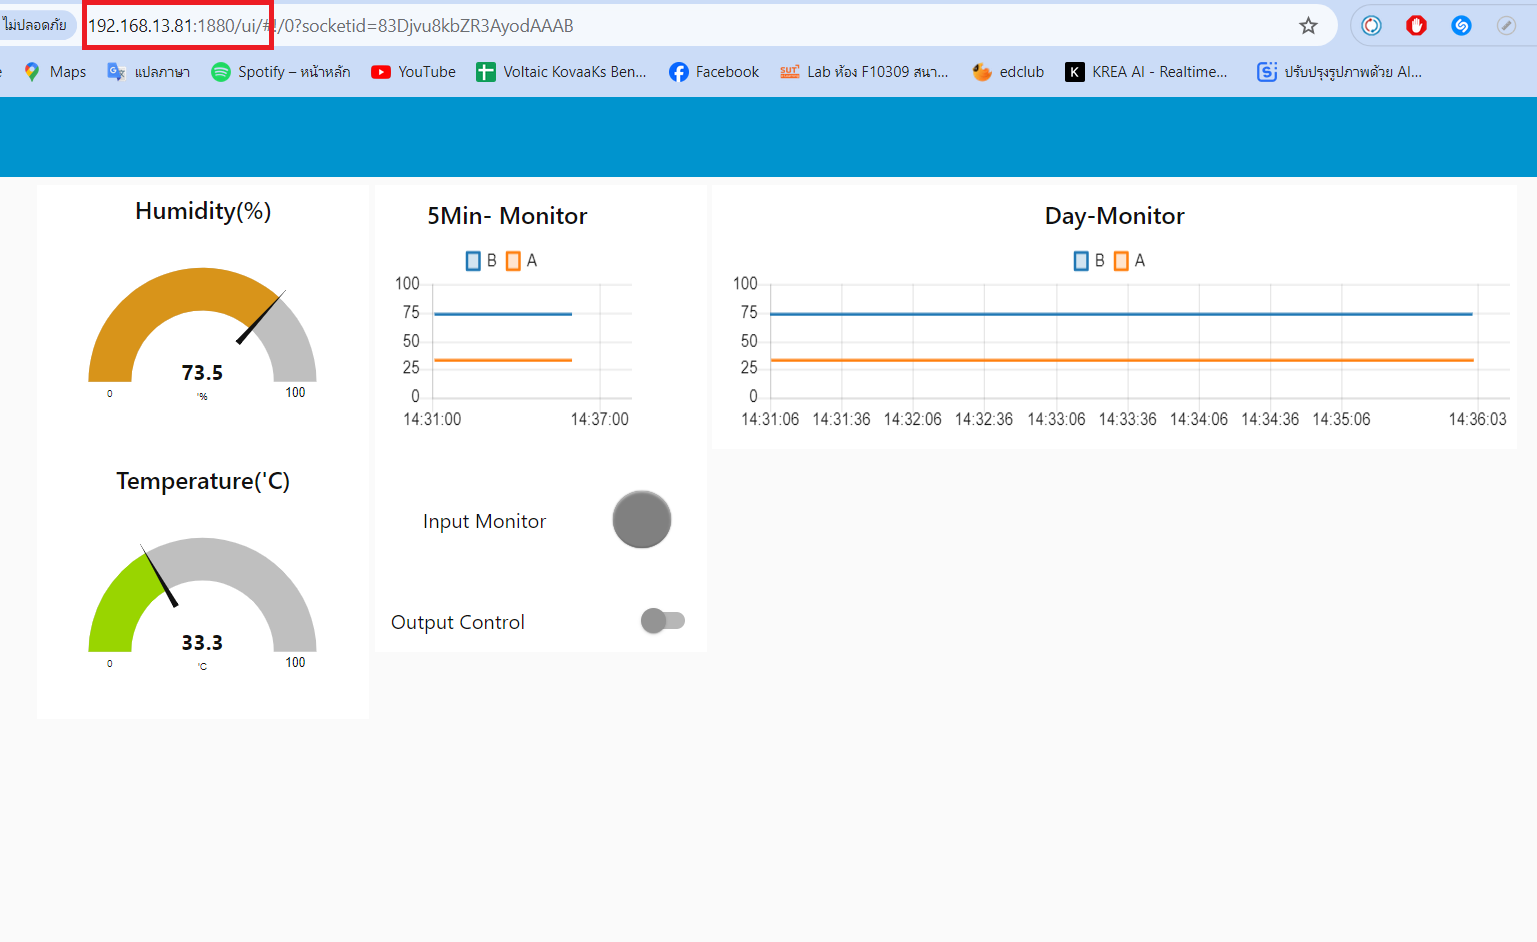 ไม่ปลอดภัย 192.168.13.81:1880/ui/#!/0?socketid=83Djvu8kbZR3AyodAAAB
Maps แปลภาษา Spotify – หน้าหลัก YouTube Voltaic KovaaKs Ben... Facebook SUT Lab ห้อง F10309 สนา... edclub K KREA AI - Realtime... S ปรับปรุงรูปภาพด้วย AI...
Humidity(%)
73.5
0 '% 100
Temperature('C)
33.3
0 'C 100
5Min- Monitor
B A
100
75
50
25
0
14:31:00 14:37:00
Input Monitor
Output Control
Day-Monitor
B A
100
75
50
25
0
14:31:06 14:31:36 14:32:06 14:32:36 14:33:06 14:33:36 14:34:06 14:34:36 14:35:06 14:36:03